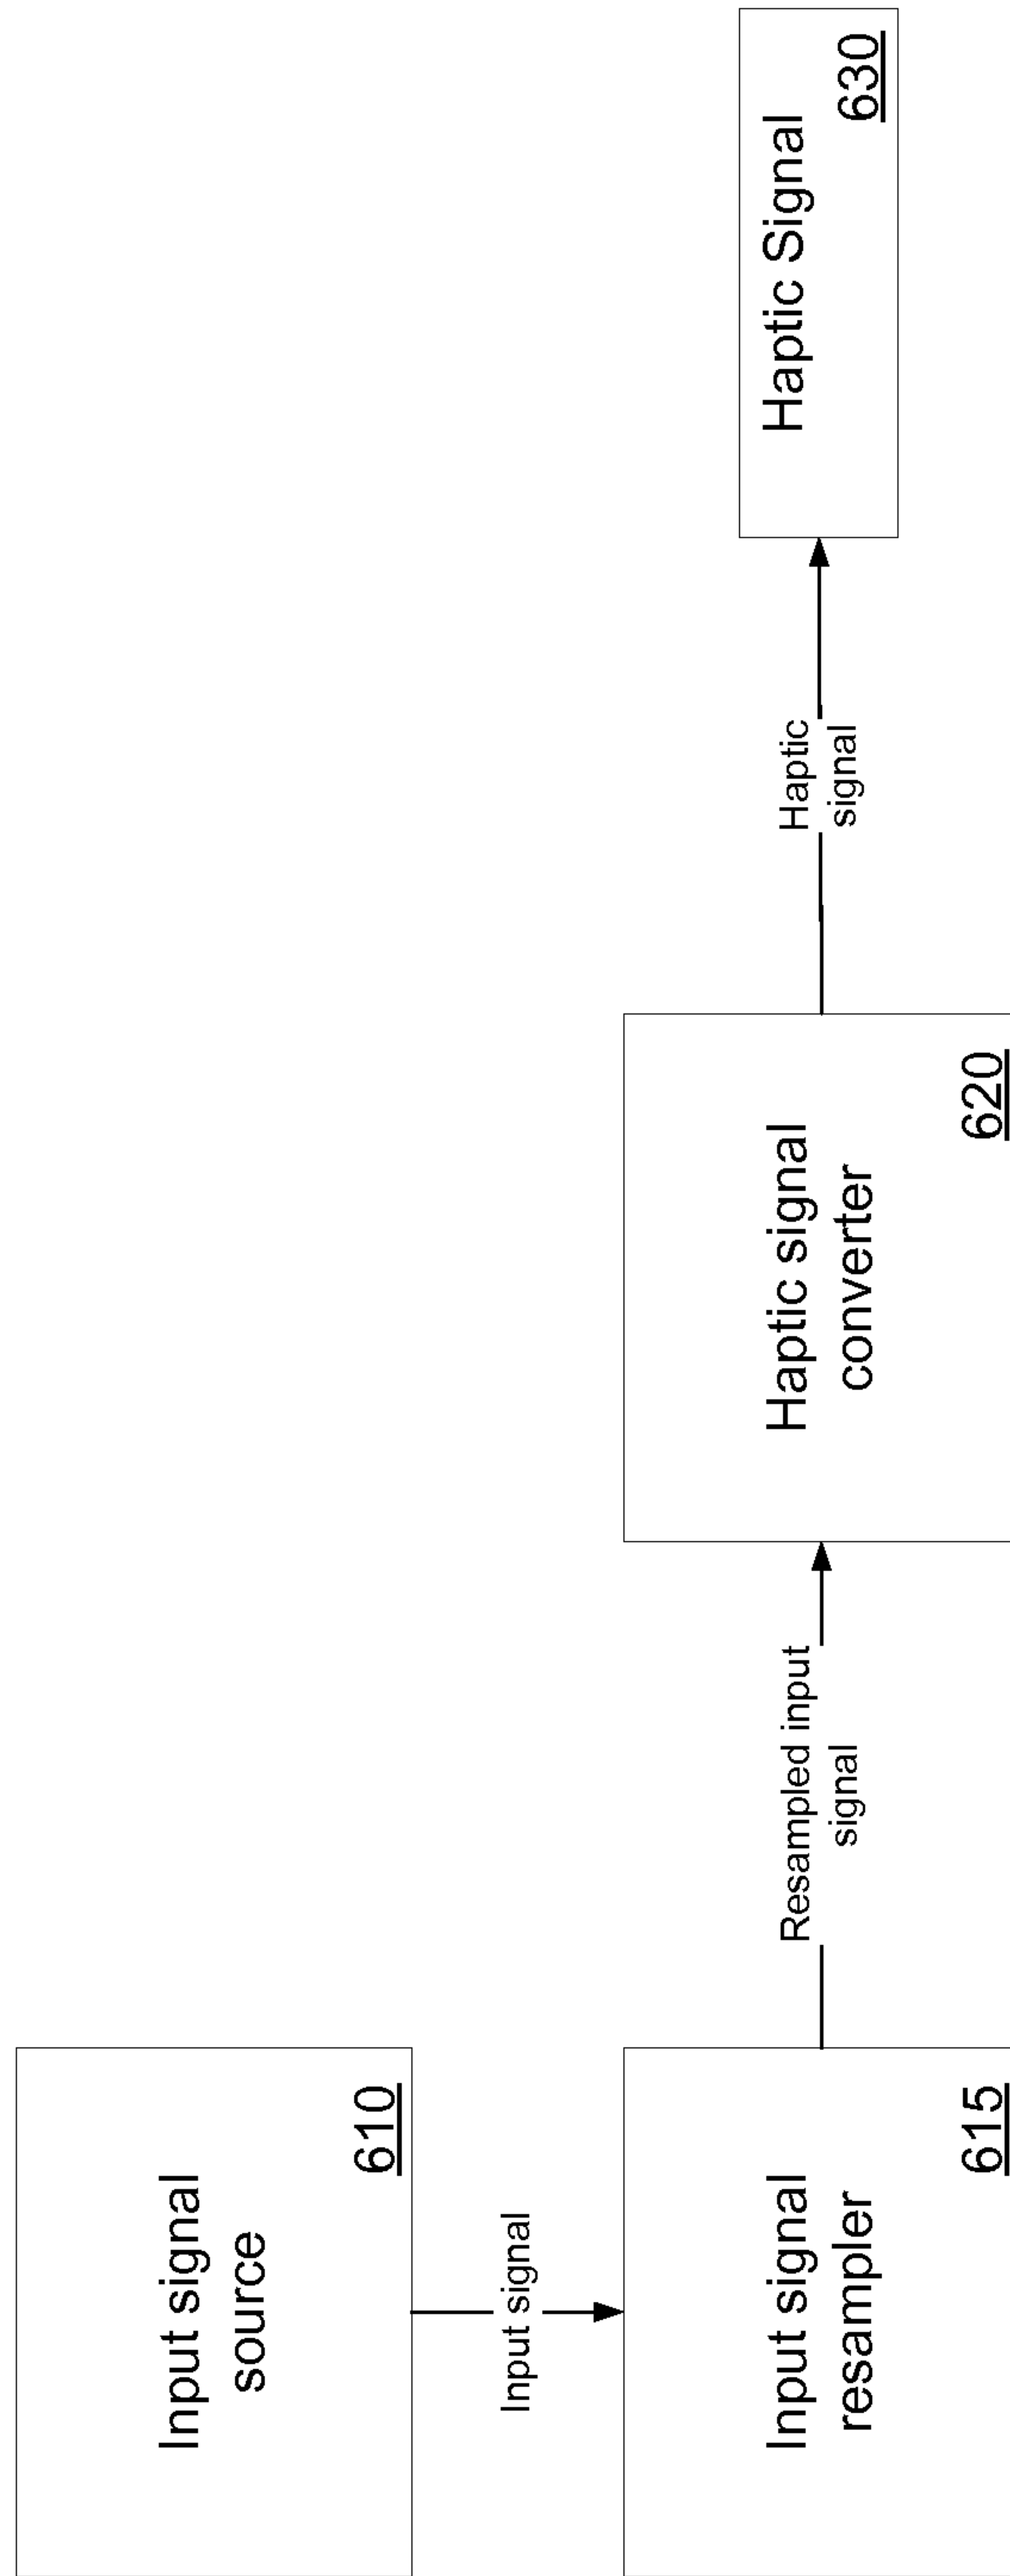 Input signal
source
610
Input signal
Input signal
resampler
615
Resampled input
signal
Haptic signal
converter
620
Haptic
signal
Haptic Signal
630